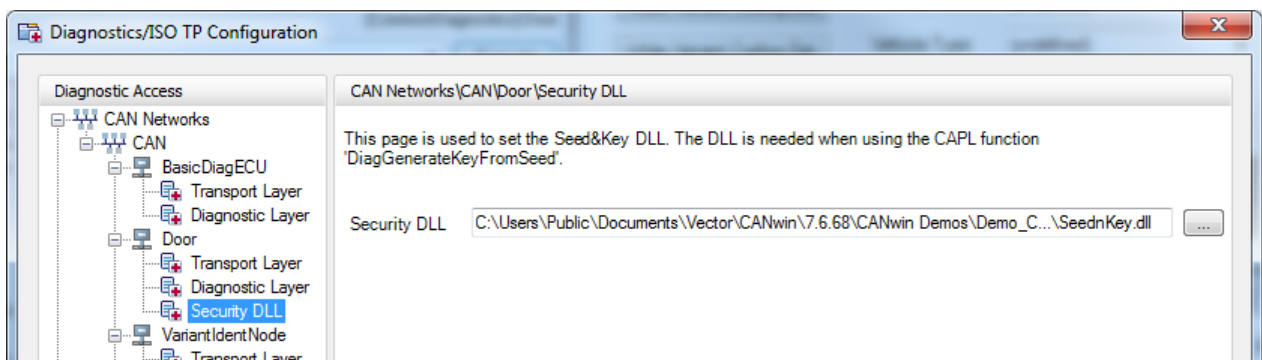 Diagnostics/ISO TP Configuration
Diagnostic Access
CAN Networks
CAN
BasicDiagECU
Transport Layer
Diagnostic Layer
Door
Transport Layer
Diagnostic Layer
Security DLL
VariantIdentNode
Transport Layer
CAN Networks\CAN\Door\Security DLL
This page is used to set the Seed&Key DLL. The DLL is needed when using the CAPL function
'DiagGenerateKeyFromSeed'.
Security DLL
C:\Users\Public\Documents\Vector\CANwin\7.6.68\CANwin Demos\Demo_C...\SeednKey.dll
...